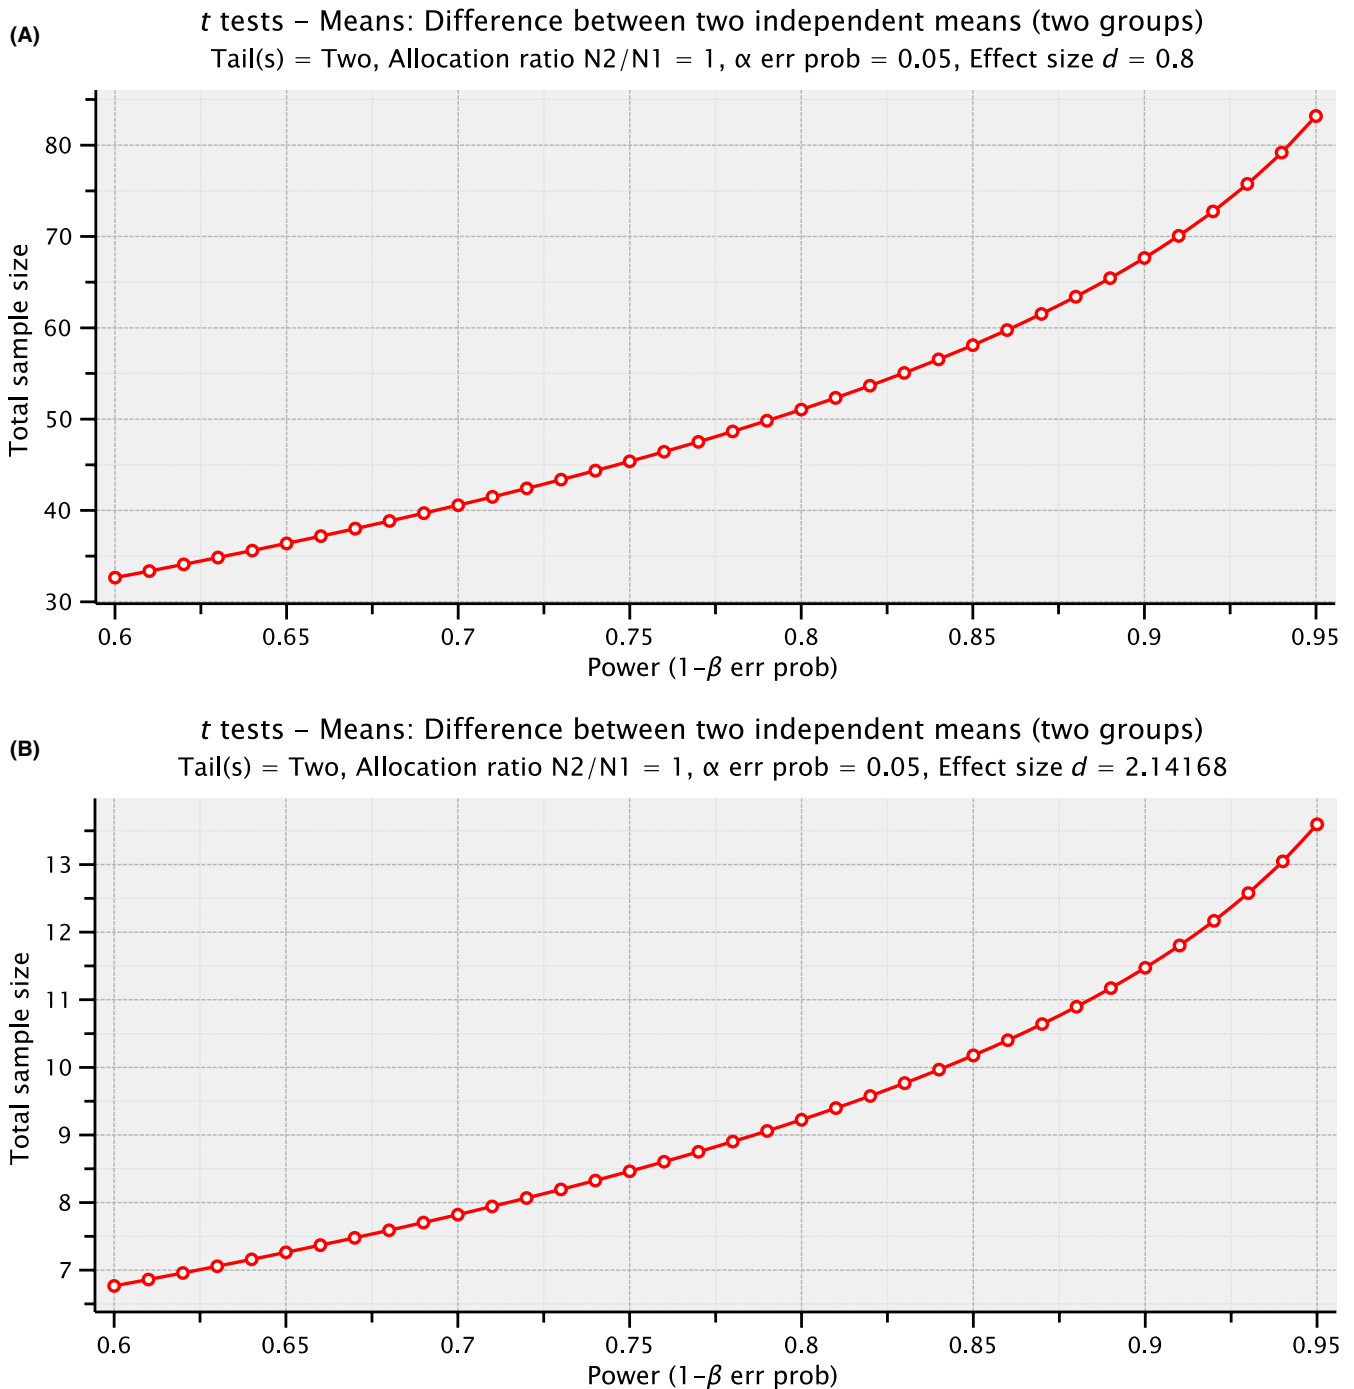 (A)
t tests – Means: Difference between two independent means (two groups)
Tail(s) = Two, Allocation ratio N2/N1 = 1, α err prob = 0.05, Effect size d = 0.8
Total sample size
80
70
60
50
40
30
0.6 0.65 0.7 0.75 0.8 0.85 0.9 0.95
Power (1–β err prob)
(B)
t tests – Means: Difference between two independent means (two groups)
Tail(s) = Two, Allocation ratio N2/N1 = 1, α err prob = 0.05, Effect size d = 2.14168
Total sample size
13
12
11
10
9
8
7
0.6 0.65 0.7 0.75 0.8 0.85 0.9 0.95
Power (1–β err prob)